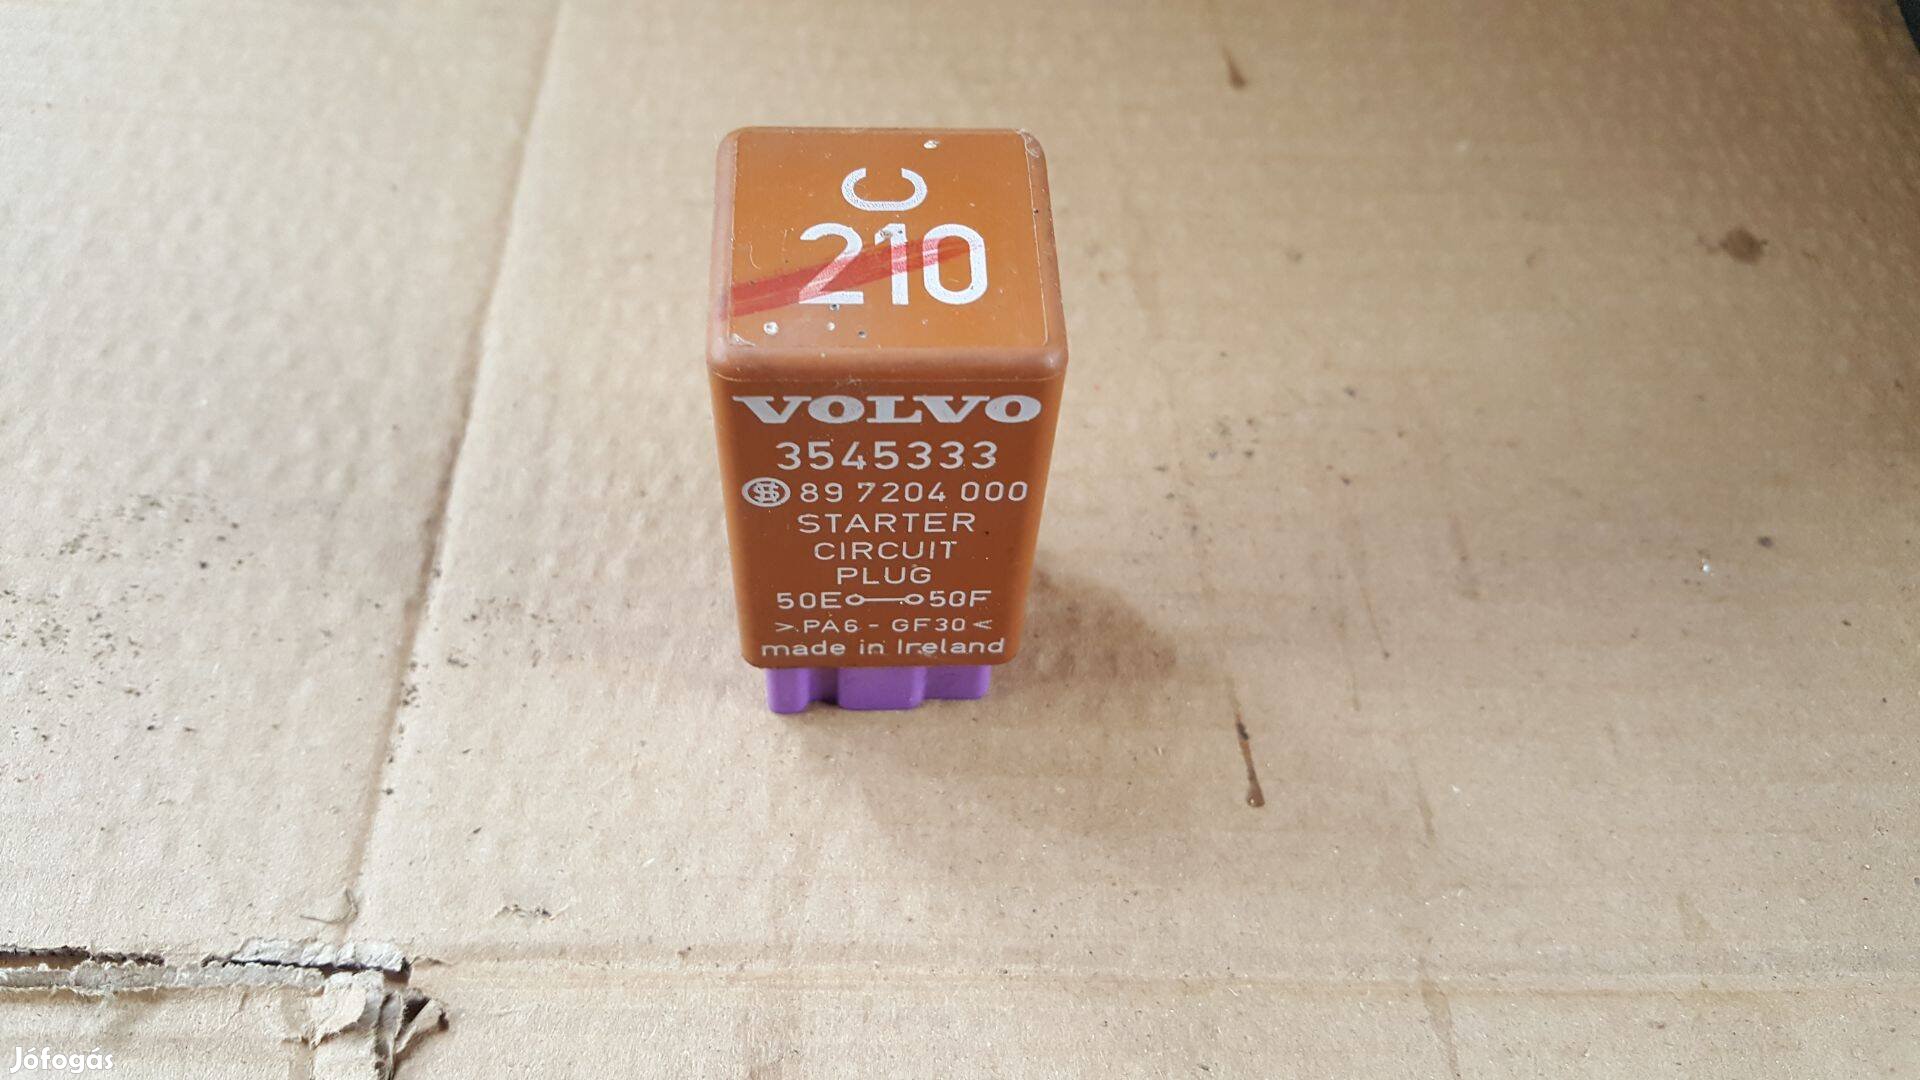 C
210
VOLVO
3545333
89 7204 000
STARTER
CIRCUIT
PLUG
50E 50F
>PA6 - GF30<
made in Ireland
Jófogás